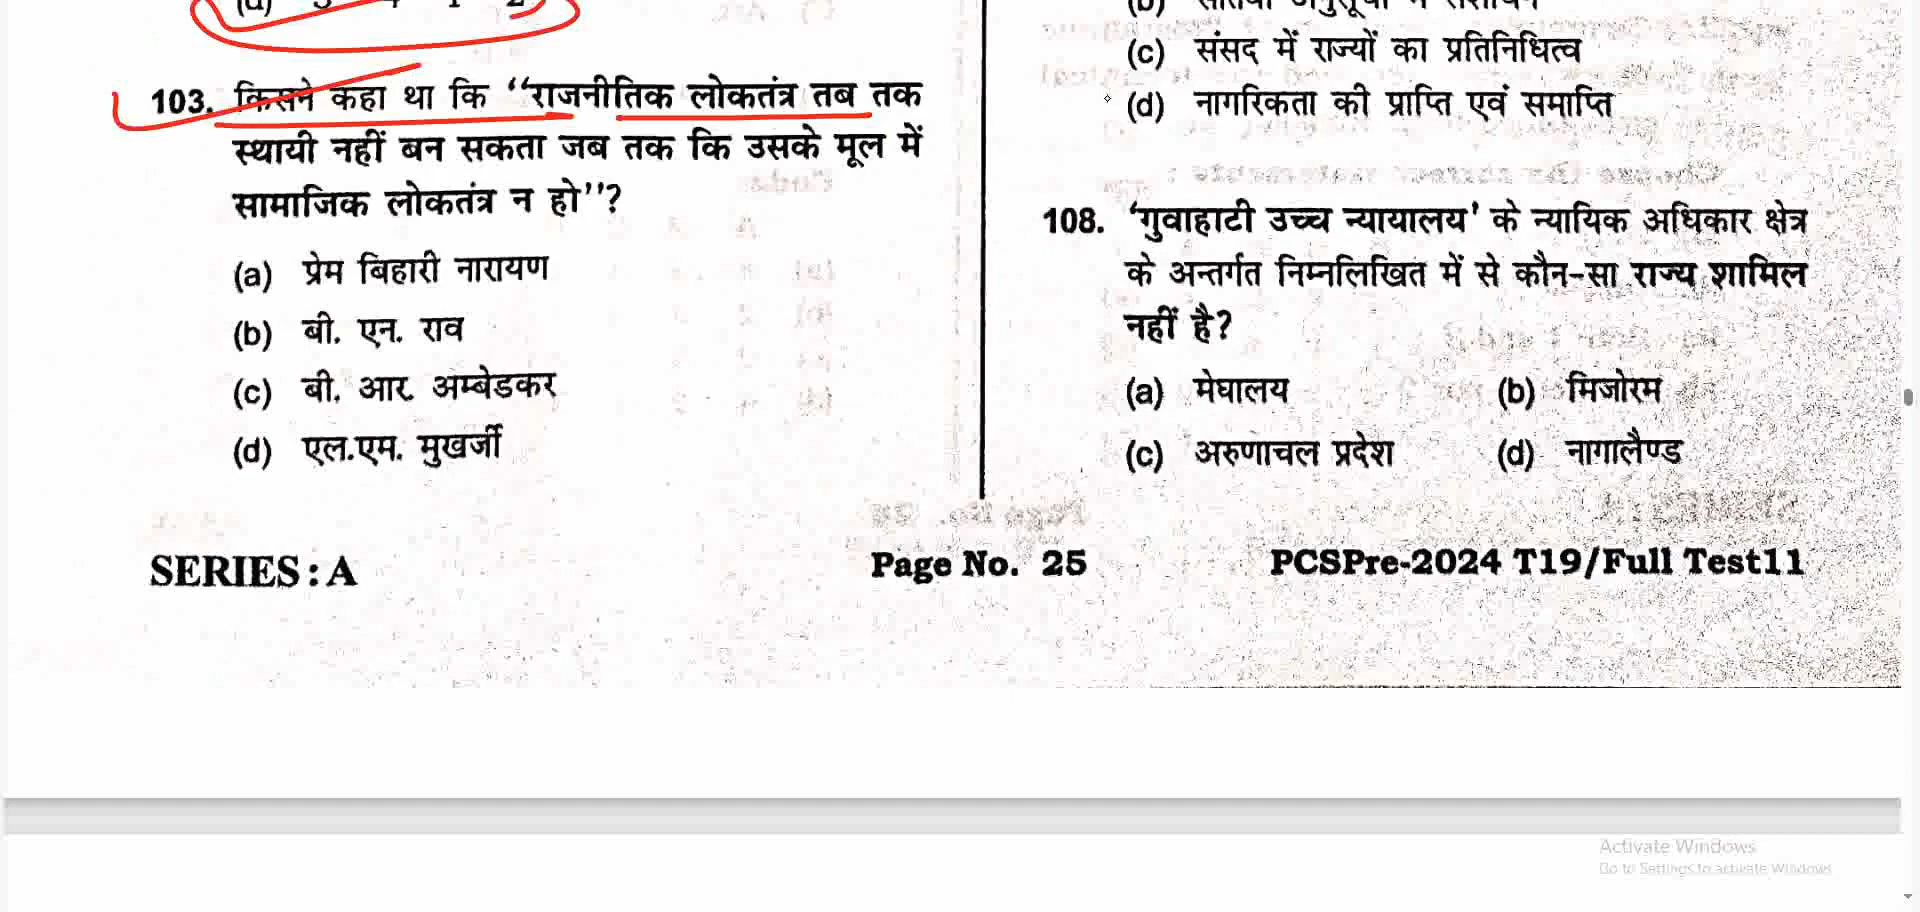 103. किसने कहा था कि ‘‘राजनीतिक लोकतंत्र तब तक
स्थायी नहीं बन सकता जब तक कि उसके मूल में
सामाजिक लोकतंत्र न हो’’?
(a) प्रेम बिहारी नारायण
(b) बी. एन. राव
(c) बी. आर. अम्बेडकर
(d) एल.एम. मुखर्जी
(c) संसद में राज्यों का प्रतिनिधित्व
(d) नागरिकता की प्राप्ति एवं समाप्ति
108. ‘गुवाहाटी उच्च न्यायालय’ के न्यायिक अधिकार क्षेत्र
के अन्तर्गत निम्नलिखित में से कौन-सा राज्य शामिल
नहीं है?
(a) मेघालय (b) मिजोरम
(c) अरुणाचल प्रदेश (d) नागालैण्ड
SERIES : A Page No. 25 PCSPre-2024 T19/Full Test11
Activate Windows
Go to Settings to activate Windows.